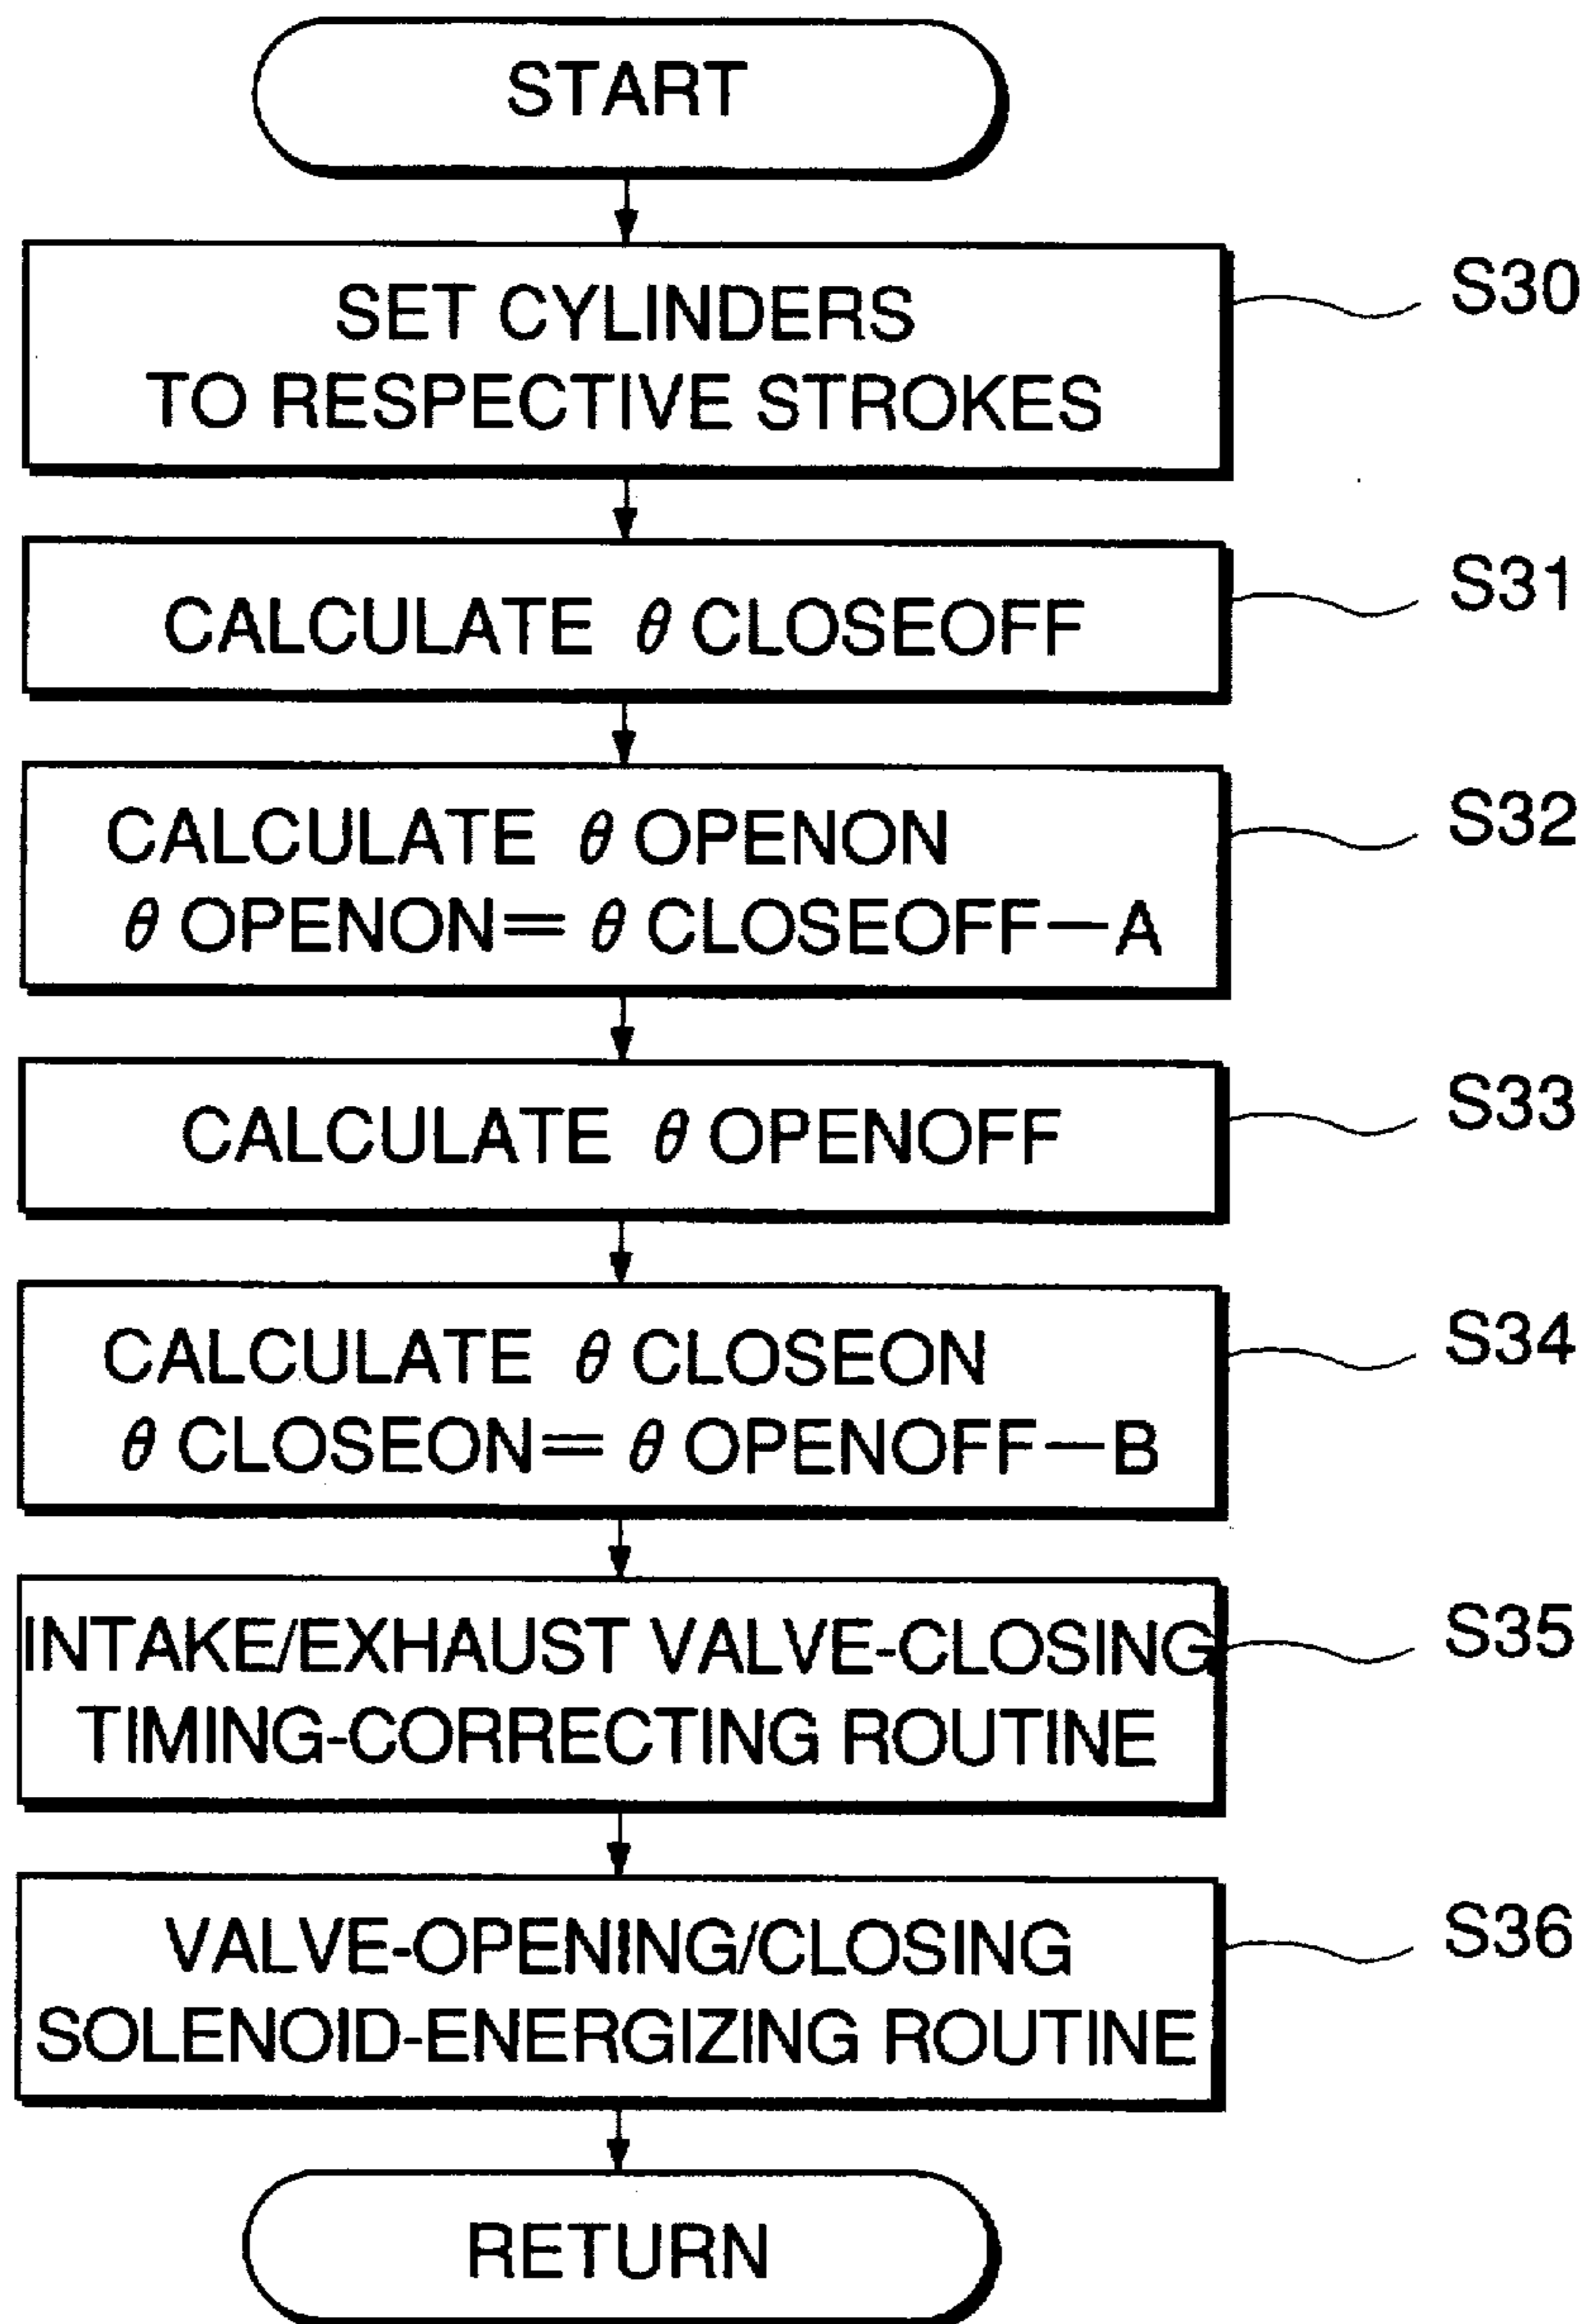 START
SET CYLINDERS
TO RESPECTIVE STROKES
S30
CALCULATE θ CLOSEOFF
S31
CALCULATE θ OPENON
θ OPENON= θ CLOSEOFF—A
S32
CALCULATE θ OPENOFF
S33
CALCULATE θ CLOSEON
θ CLOSEON= θ OPENOFF—B
S34
INTAKE/EXHAUST VALVE-CLOSING
TIMING-CORRECTING ROUTINE
S35
VALVE-OPENING/CLOSING
SOLENOID-ENERGIZING ROUTINE
S36
RETURN